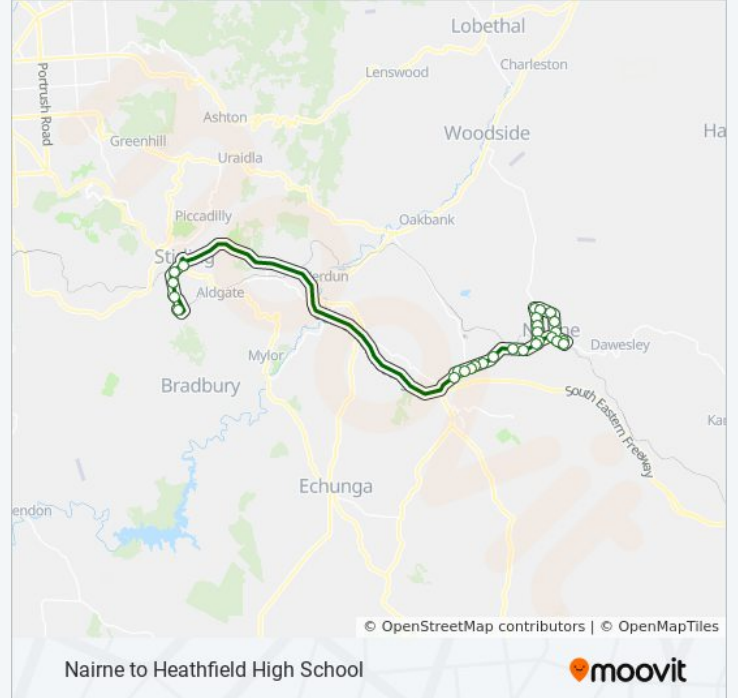 Lobethal
Charleston
Lenswood
Portrush Road
Ashton
Woodside
Greenhill
Uraidla
Piccadilly
Oakbank
Aldgate
Dawesley
Mylor
Bradbury
South Eastern Freeway
Echunga
© OpenStreetMap contributors | © OpenMapTiles
Nairne to Heathfield High School
moovit